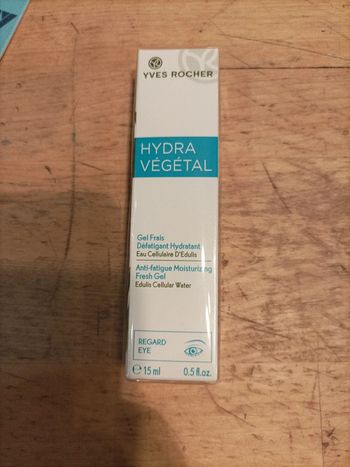 YVES ROCHER
HYDRA
VÉGÉTAL
Gel Frais
Défatigant Hydratant
Eau Cellulaire D'Edulis
Anti-fatigue Moisturizing
Fresh Gel
Edulis Cellular Water
REGARD
EYE
℮ 15 ml 0.5 fl.oz.